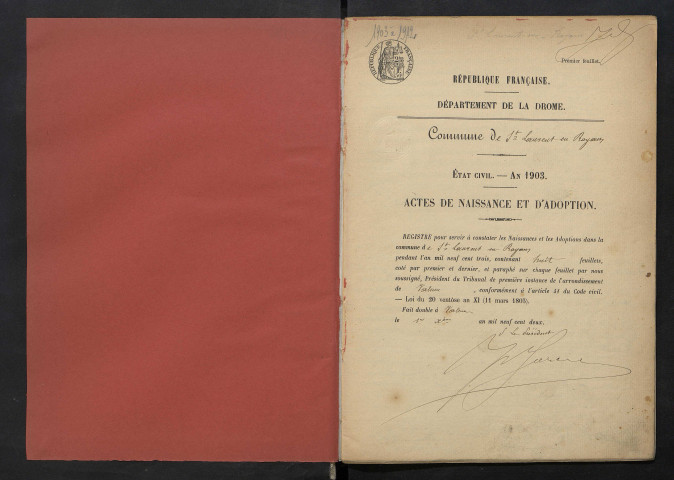 1903 à 1912
Premier feuillet.
RÉPUBLIQUE FRANÇAISE.
DÉPARTEMENT DE LA DROME.
Commune de St Laurent-en-Royans
ÉTAT CIVIL. — AN 1903.
ACTES DE NAISSANCE ET D'ADOPTION.
REGISTRE pour servir à constater les Naissances et les Adoptions dans la
commune de St Laurent en Royans
pendant l'an mil neuf cent trois, contenant huit feuillets,
coté par premier et dernier, et paraphé sur chaque feuillet par nous
soussigné, Président du Tribunal de première instance de l'arrondissement
de Valence, conformément à l'article 41 du Code civil.
— Loi du 20 ventôse an XI (11 mars 1803).
Fait double à Valence
le 1er Xbre an mil neuf cent deux.
Le Président